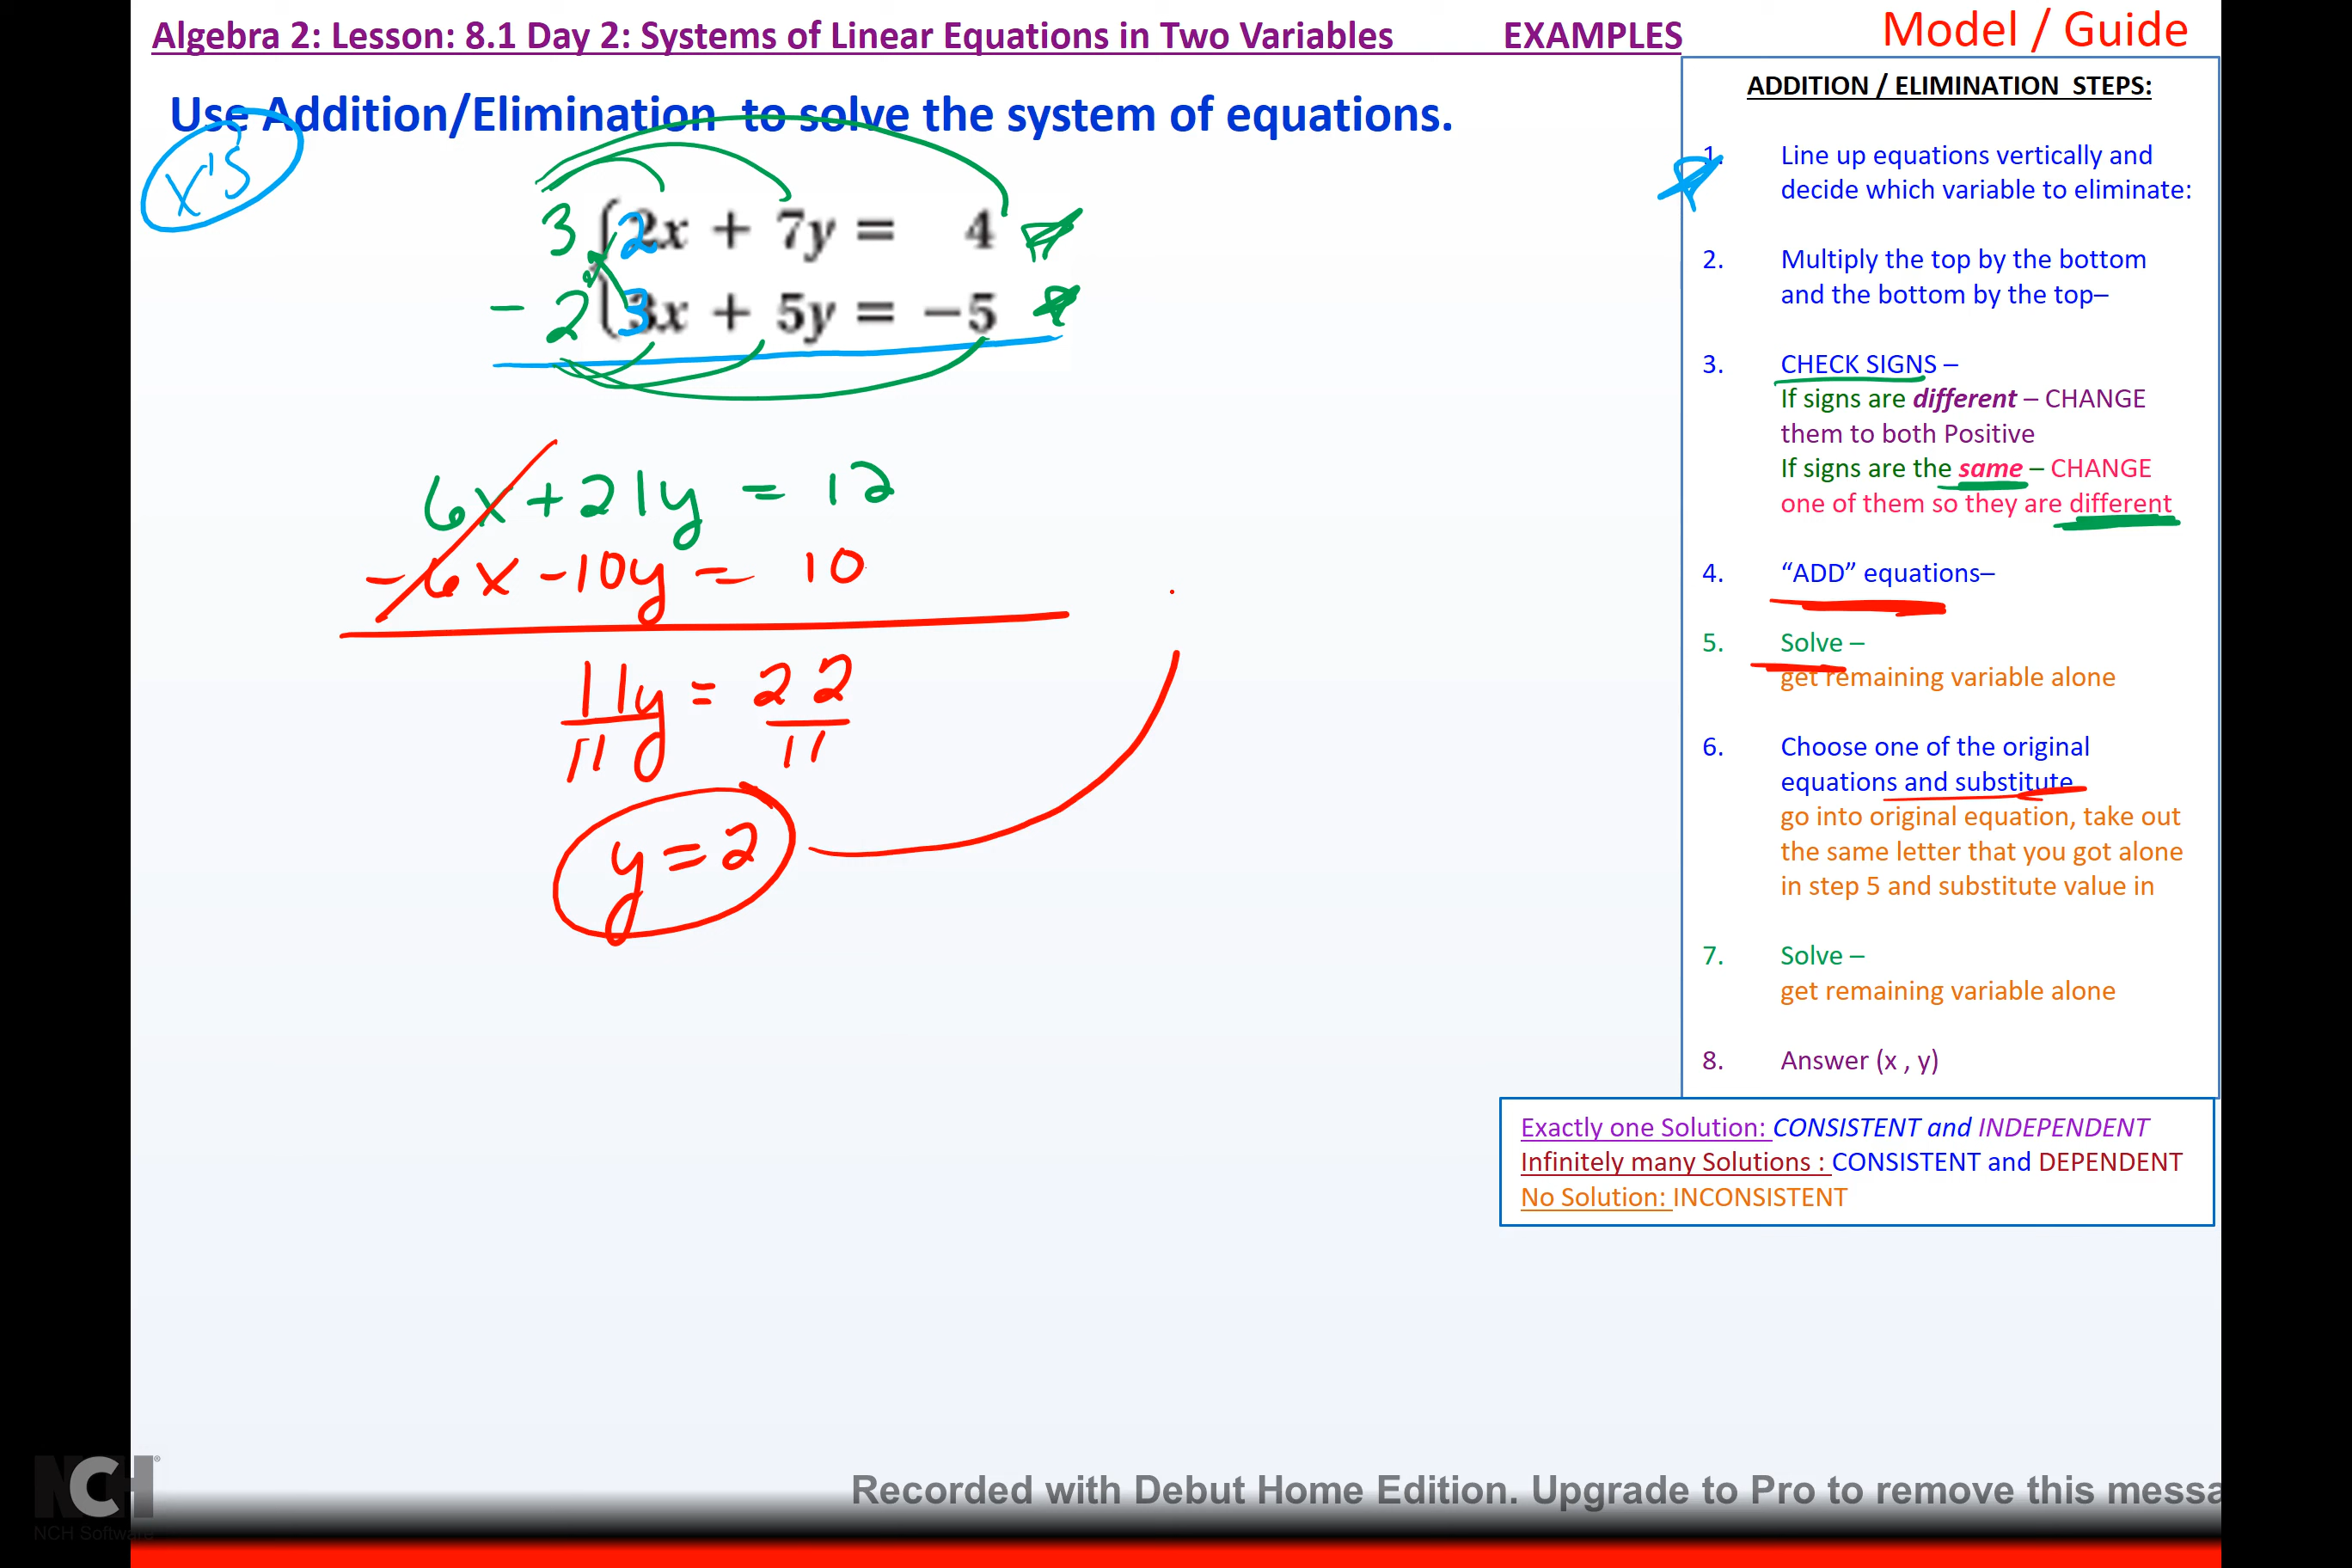 Algebra 2: Lesson: 8.1 Day 2: Systems of Linear Equations in Two Variables EXAMPLES
Model / Guide
Use Addition/Elimination to solve the system of equations.
x's
3 2x + 7y = 4
-2 3x + 5y = -5
6x + 21y = 12
-6x - 10y = 10
11y = 22
11 11
y = 2
ADDITION / ELIMINATION STEPS:
1. Line up equations vertically and
decide which variable to eliminate:
2. Multiply the top by the bottom
and the bottom by the top–
3. CHECK SIGNS –
If signs are different – CHANGE
them to both Positive
If signs are the same – CHANGE
one of them so they are different
4. “ADD” equations–
5. Solve –
get remaining variable alone
6. Choose one of the original
equations and substitute
go into original equation, take out
the same letter that you got alone
in step 5 and substitute value in
7. Solve –
get remaining variable alone
8. Answer (x , y)
Exactly one Solution: CONSISTENT and INDEPENDENT
Infinitely many Solutions : CONSISTENT and DEPENDENT
No Solution: INCONSISTENT
NCH
NCH Software
Recorded with Debut Home Edition. Upgrade to Pro to remove this messa